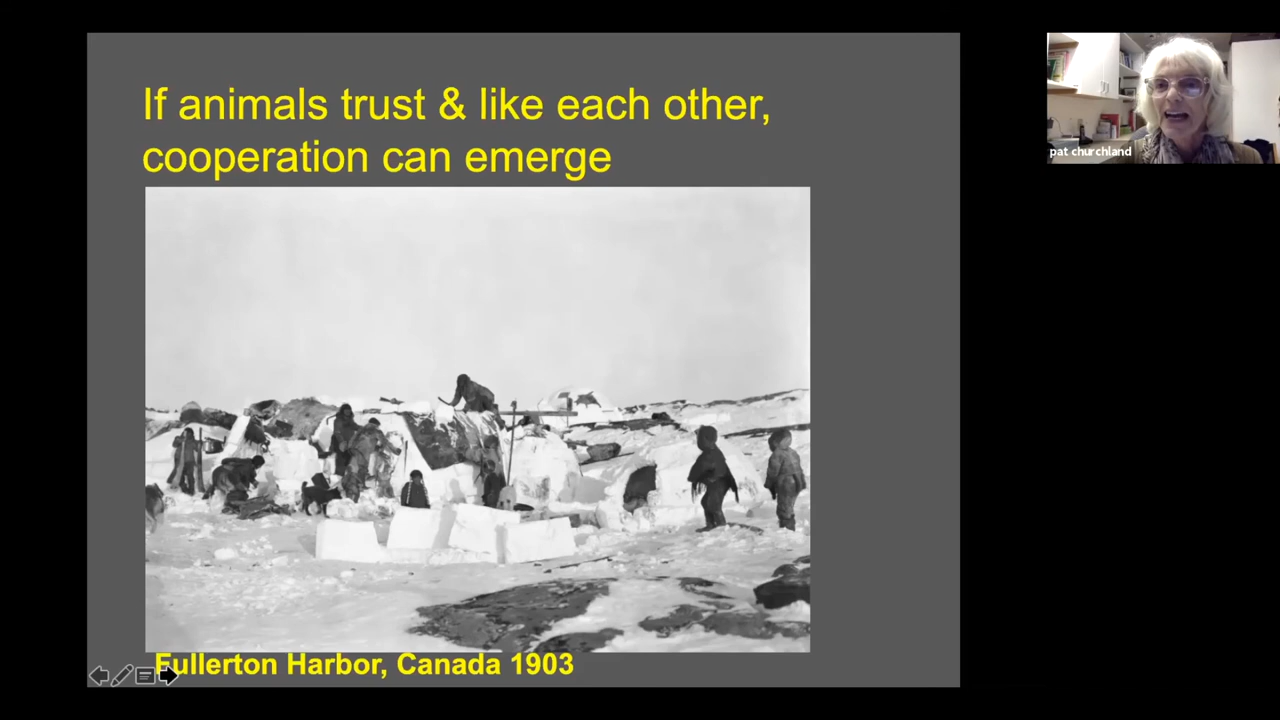 If animals trust & like each other,
cooperation can emerge
pat churchland
Fullerton Harbor, Canada 1903